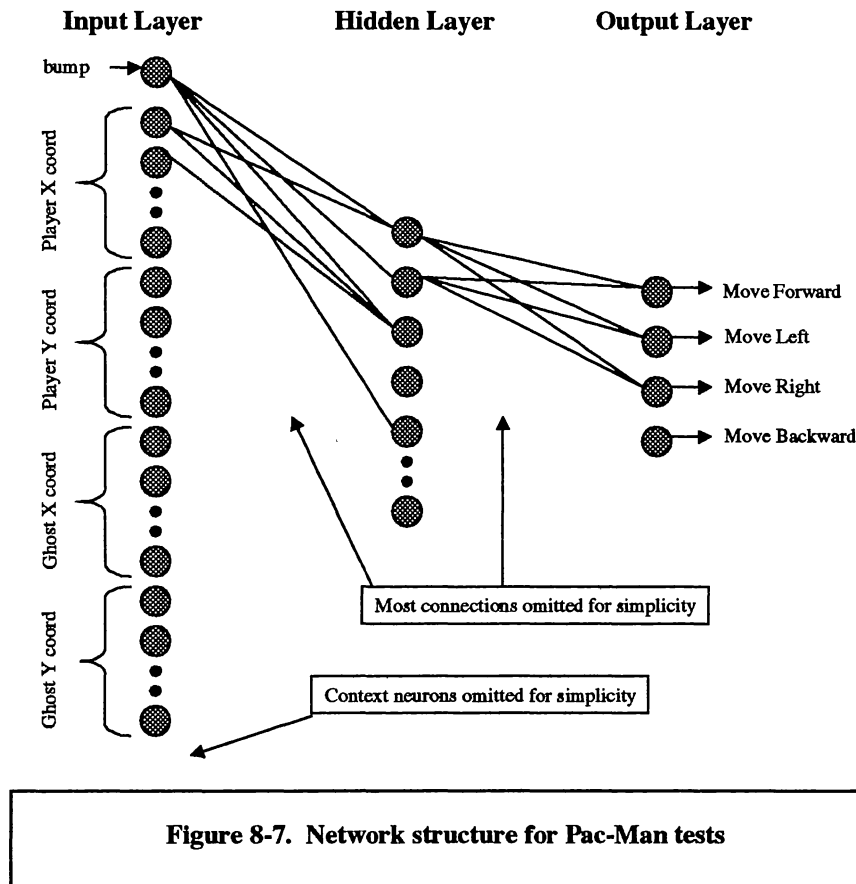 Input Layer
Hidden Layer
Output Layer
bump
Player X coord
Player Y coord
Ghost X coord
Ghost Y coord
Move Forward
Move Left
Move Right
Move Backward
Most connections omitted for simplicity
Context neurons omitted for simplicity
Figure 8-7. Network structure for Pac-Man tests